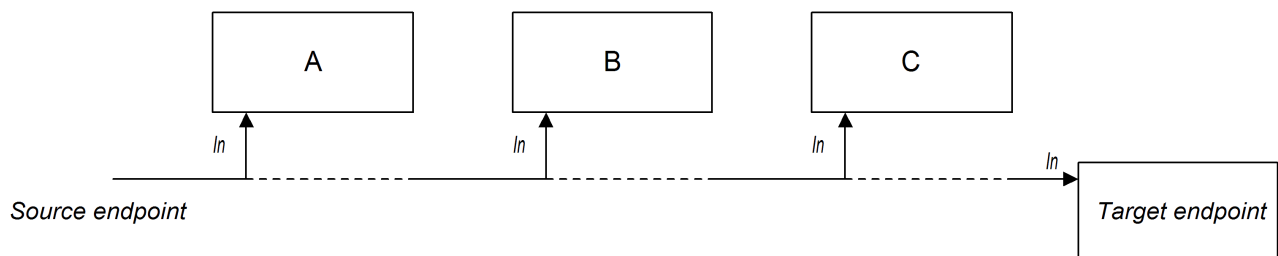 A
B
C
In
In
In
In
Source endpoint
Target endpoint